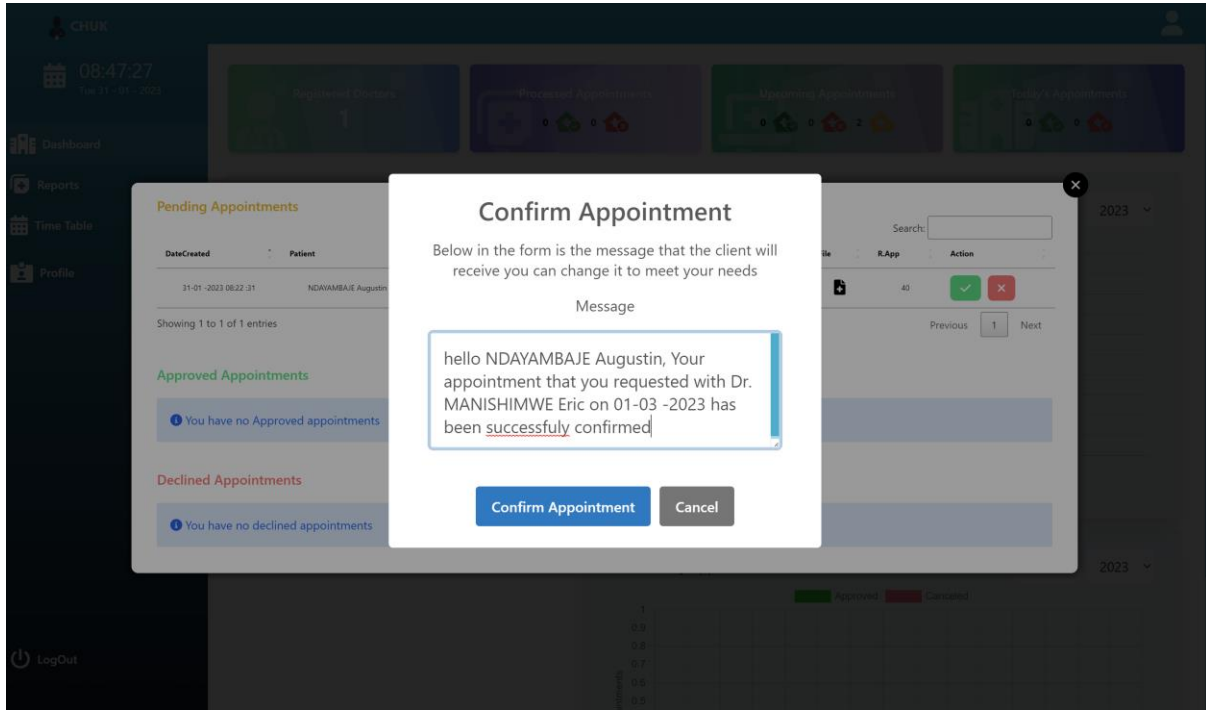 CHUK
08:47:27
Tue 31 - 01 - 2023
Registered Doctors
1
Processed Appointments
0 0
Upcoming Appointments
0 0 2
Today's Appointments
0 0
Dashboard
Reports
Time Table
Profile
LogOut
2023
Pending Appointments
Search:
DateCreated Patient ile R.App Action
31-01 -2023 08:22 :31 NDAYAMBAJE Augustin 40
Showing 1 to 1 of 1 entries
Previous 1 Next
Approved Appointments
You have no Approved appointments
Declined Appointments
You have no declined appointments
Confirm Appointment
Below in the form is the message that the client will
receive you can change it to meet your needs
Message
hello NDAYAMBAJE Augustin, Your
appointment that you requested with Dr.
MANISHIMWE Eric on 01-03 -2023 has
been successfuly confirmed
Confirm Appointment Cancel
2023
Approved Canceled
1
0.9
0.8
0.7